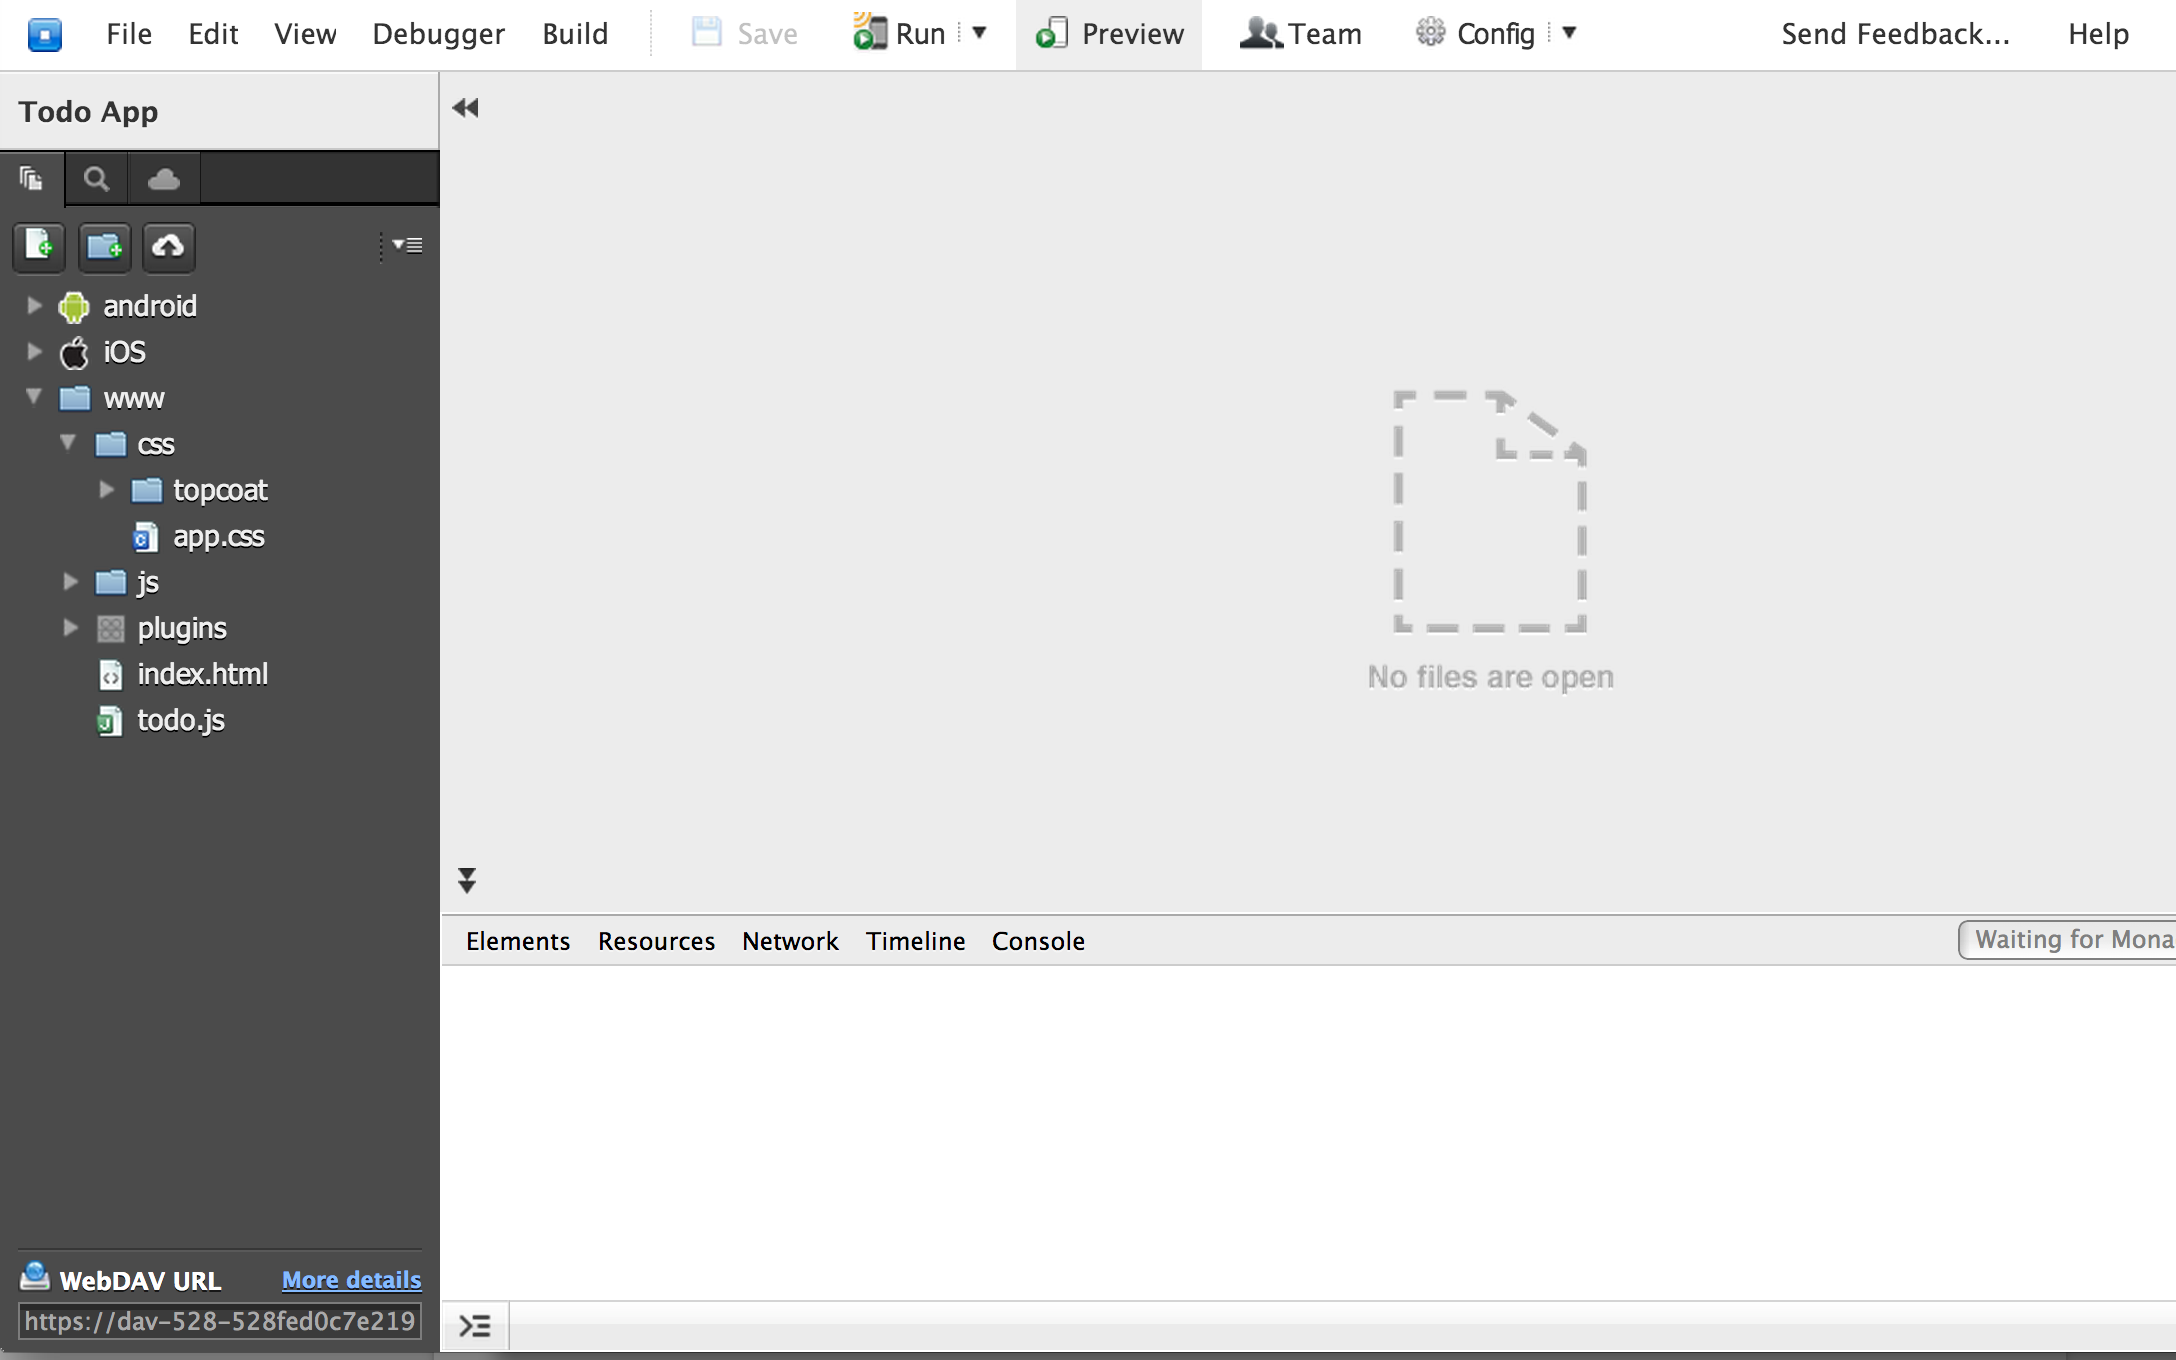 File Edit View Debugger Build Save Run Preview Team Config Send Feedback... Help
Todo App
android
iOS
www
css
topcoat
app.css
js
plugins
index.html
todo.js
No files are open
Elements Resources Network Timeline Console Waiting for Mona
WebDAV URL More details
https://dav-528-528fed0c7e219